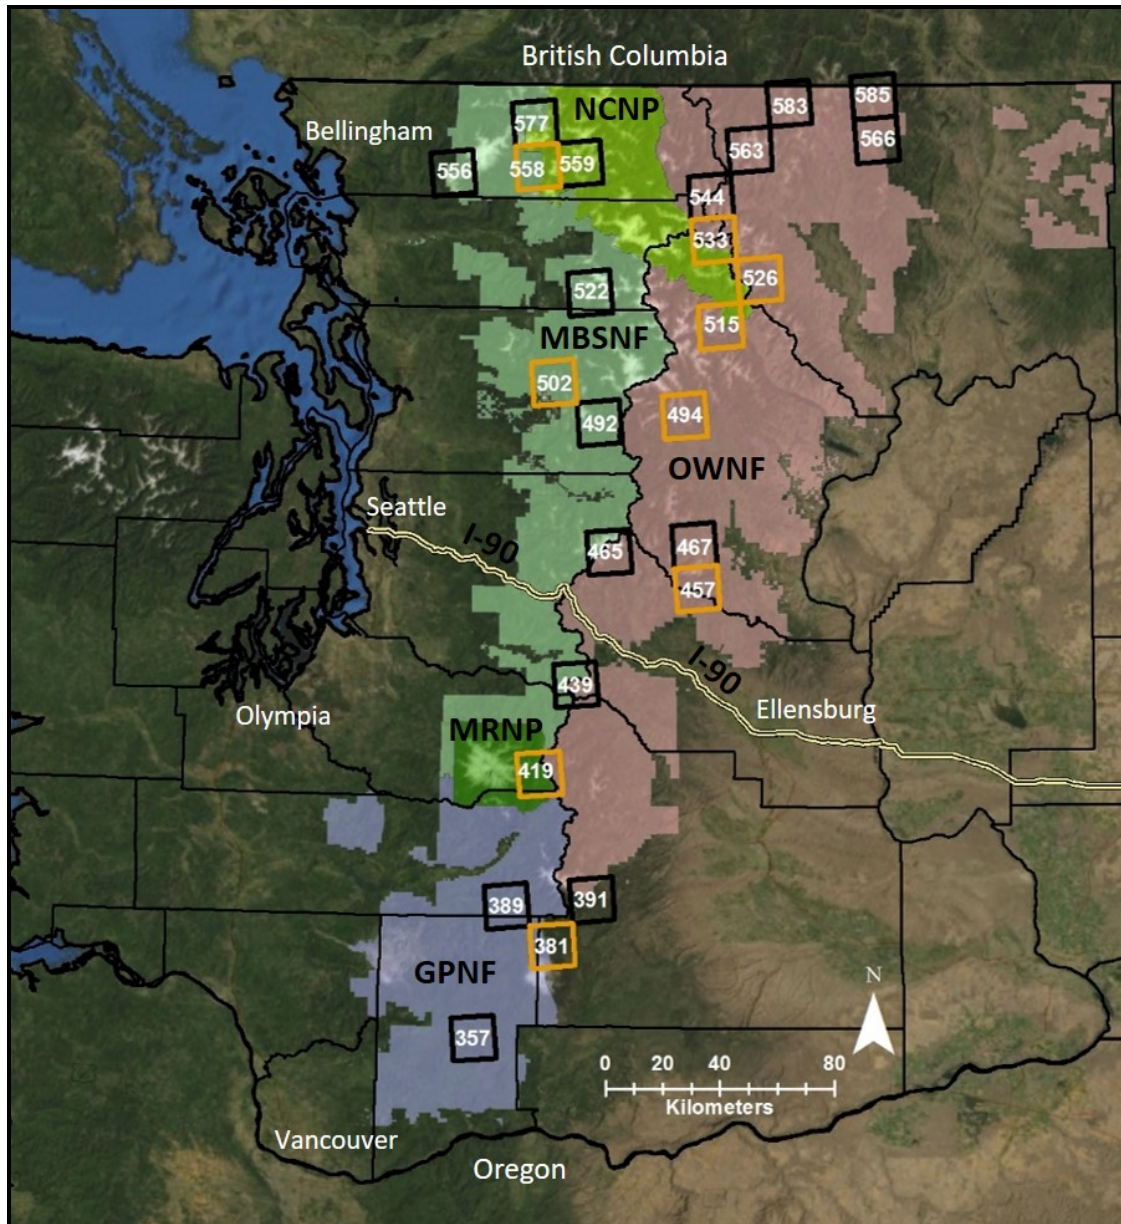 British Columbia
NCNP
585
583
577
Bellingham
566
563
559
558
556
544
533
526
522
515
MBSNF
502
494
492
OWNF
Seattle
I-90
467
465
457
I-90
439
Ellensburg
Olympia
MRNP
419
391
389
381
GPNF
N
357
0 20 40 80
Kilometers
Vancouver
Oregon